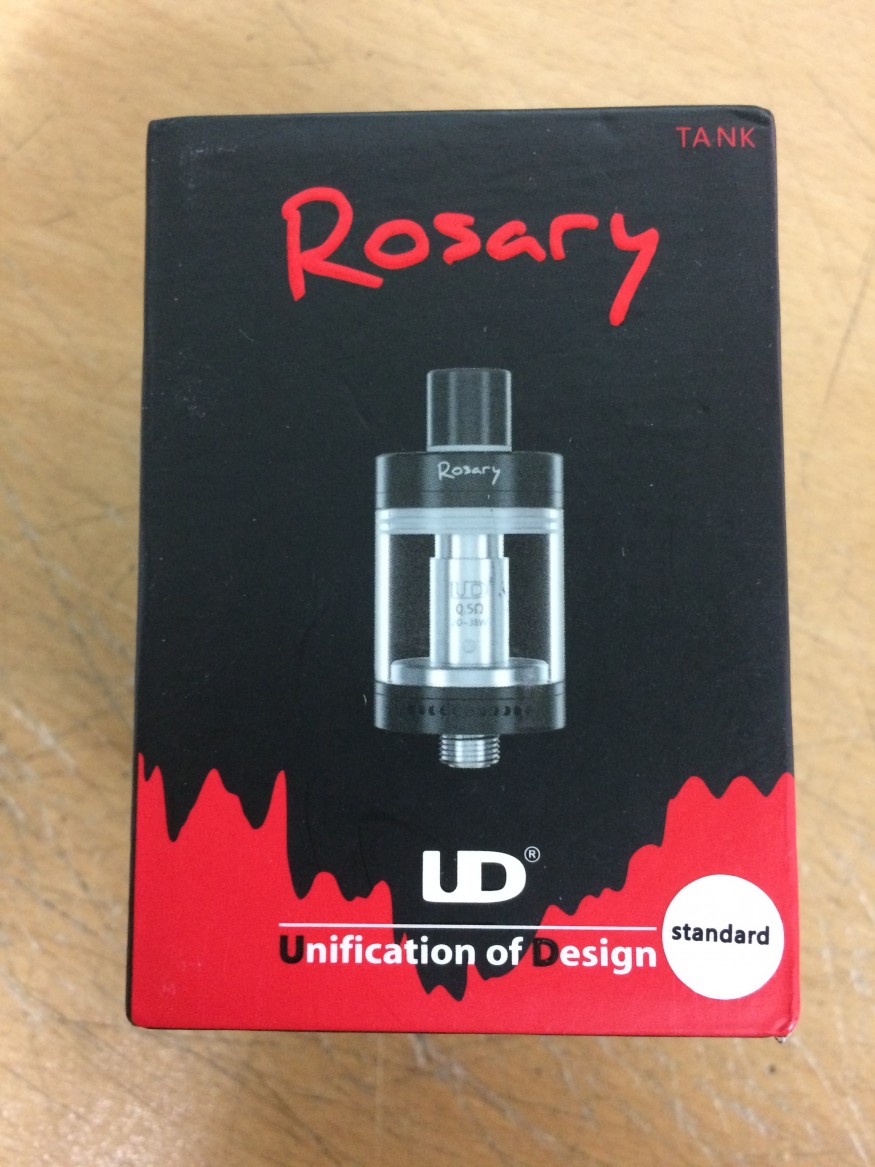 TANK
Rosary
Rosary
UD
0.5Ω
UD®
Unification of Design
standard